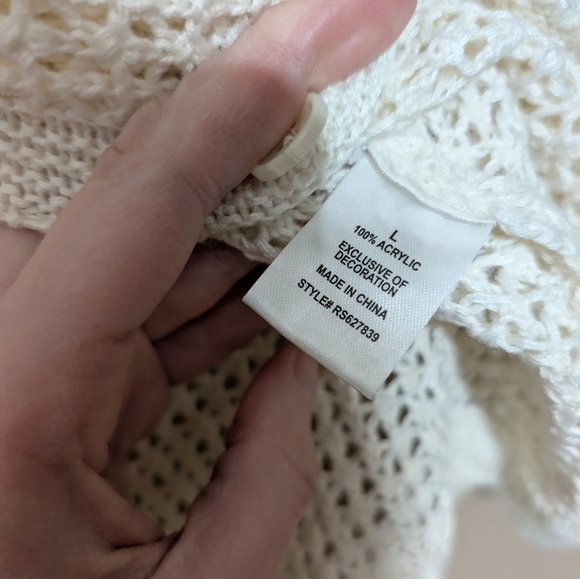 L
100% ACRYLIC
EXCLUSIVE OF
DECORATION
MADE IN CHINA
STYLE# RS627839